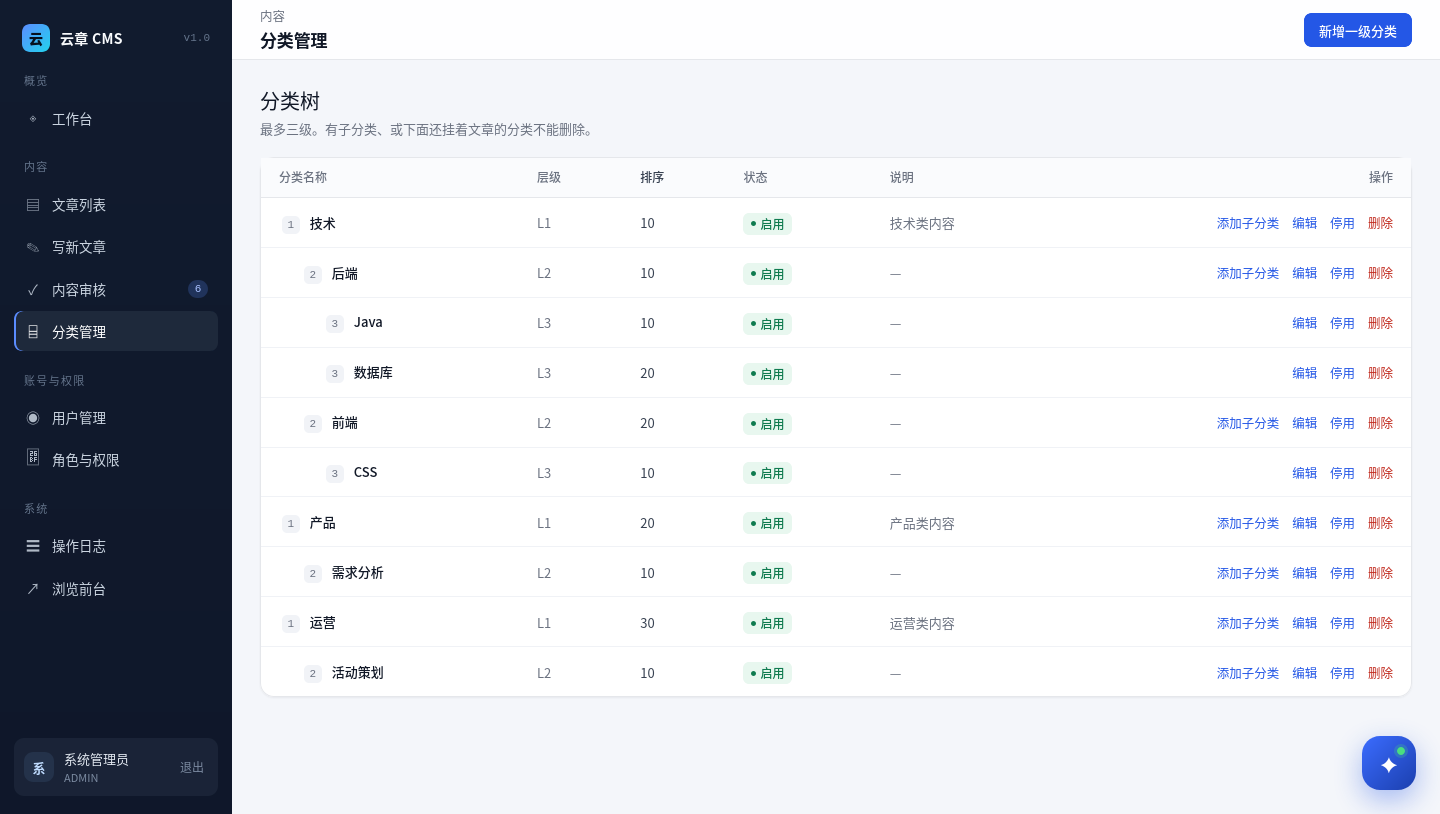 云 云章 CMS v1.0
概览
工作台
内容
文章列表
写新文章
内容审核 6
分类管理
账号与权限
用户管理
角色与权限
系统
操作日志
浏览前台
系 系统管理员 退出
ADMIN
内容
分类管理
新增一级分类
分类树
最多三级。有子分类、或下面还挂着文章的分类不能删除。
分类名称 层级 排序 状态 说明 操作
1 技术 L1 10 启用 技术类内容 添加子分类 编辑 停用 删除
2 后端 L2 10 启用 — 添加子分类 编辑 停用 删除
3 Java L3 10 启用 — 编辑 停用 删除
3 数据库 L3 20 启用 — 编辑 停用 删除
2 前端 L2 20 启用 — 添加子分类 编辑 停用 删除
3 CSS L3 10 启用 — 编辑 停用 删除
1 产品 L1 20 启用 产品类内容 添加子分类 编辑 停用 删除
2 需求分析 L2 10 启用 — 添加子分类 编辑 停用 删除
1 运营 L1 30 启用 运营类内容 添加子分类 编辑 停用 删除
2 活动策划 L2 10 启用 — 添加子分类 编辑 停用 删除